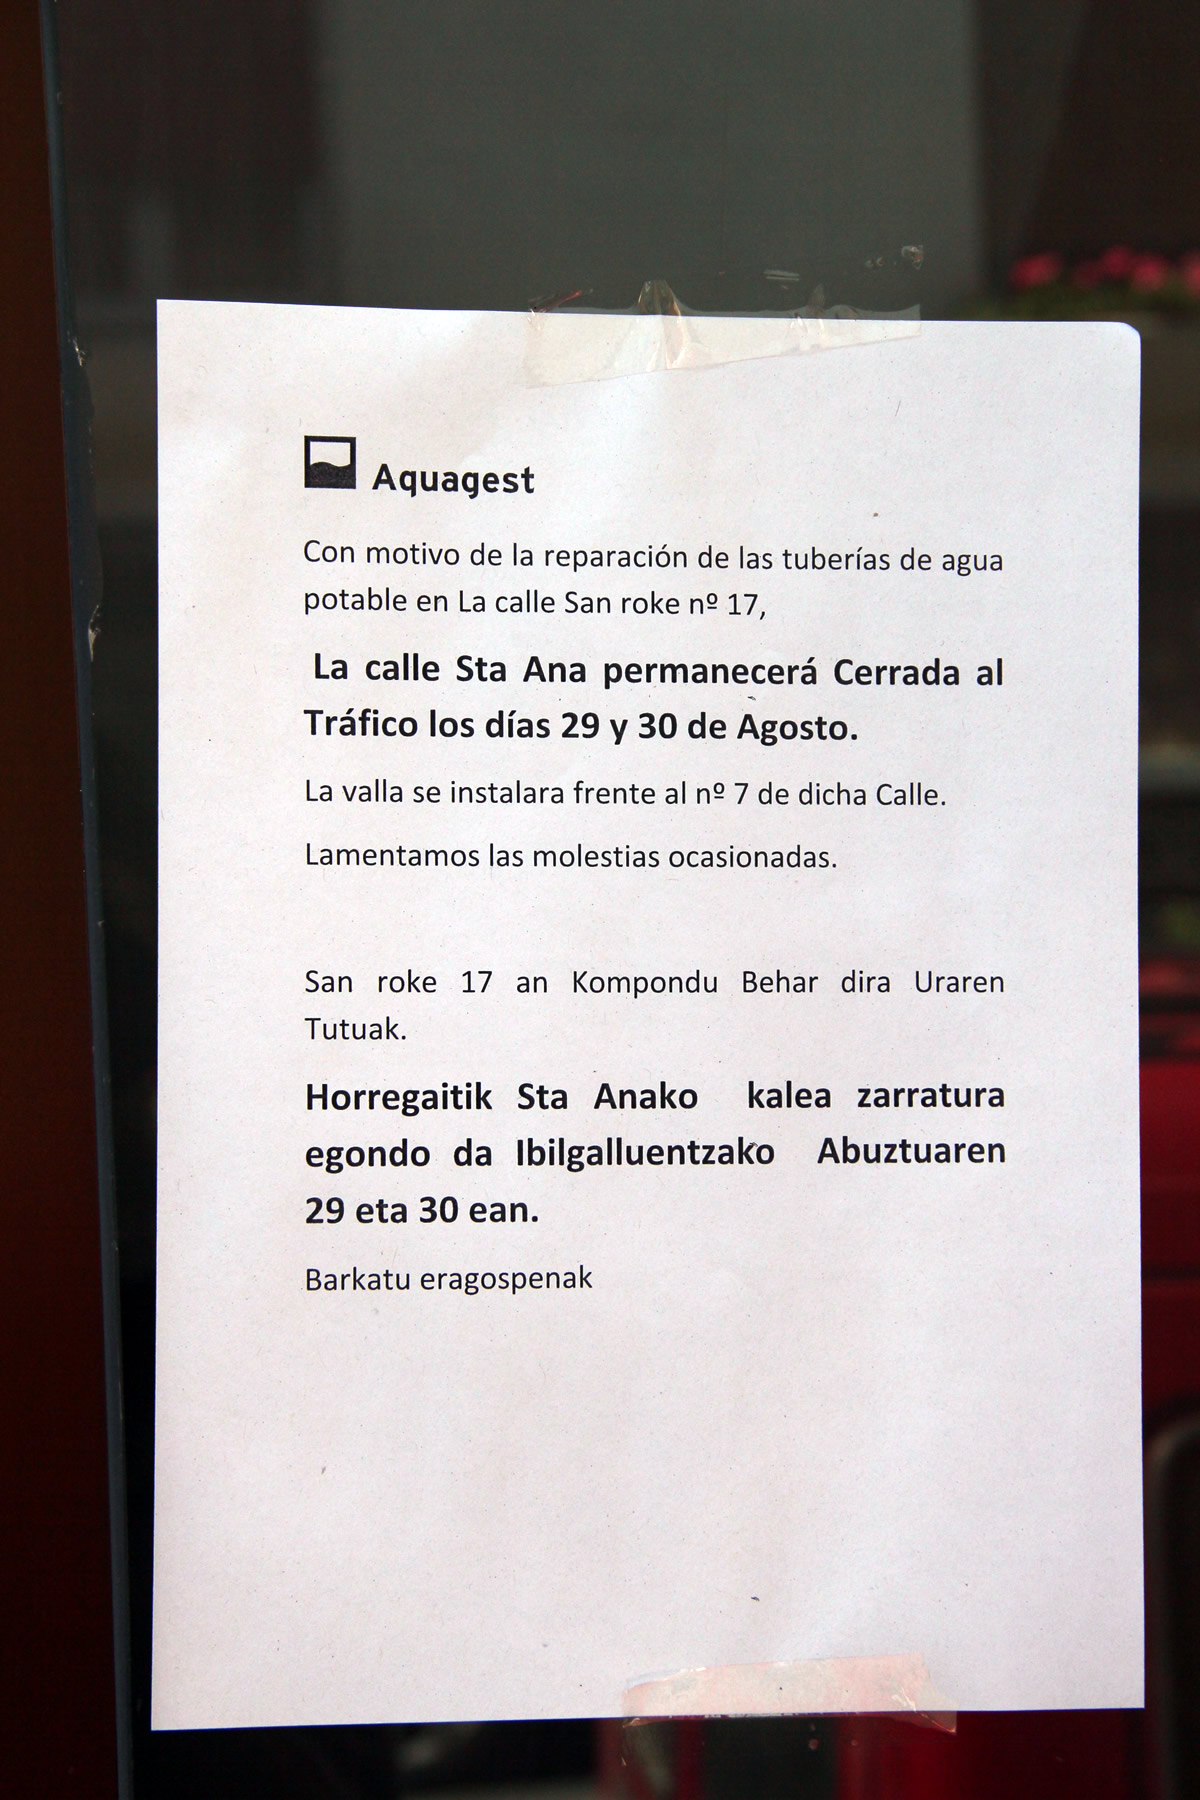 Aquagest
Con motivo de la reparación de las tuberías de agua
potable en La calle San roke nº 17,
La calle Sta Ana permanecerá Cerrada al
Tráfico los días 29 y 30 de Agosto.
La valla se instalara frente al nº 7 de dicha Calle.
Lamentamos las molestias ocasionadas.
San roke 17 an Kompondu Behar dira Uraren
Tutuak.
Horregaitik Sta Anako kalea zarratura
egondo da Ibilgalluentzako Abuztuaren
29 eta 30 ean.
Barkatu eragospenak